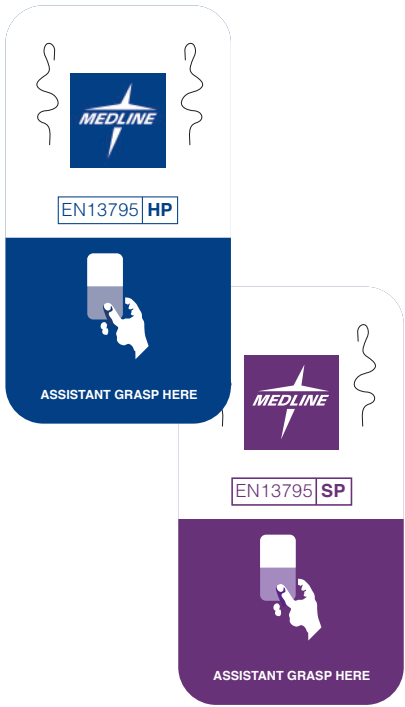 MEDLINE
EN13795 HP
ASSISTANT GRASP HERE
MEDLINE
EN13795 SP
ASSISTANT GRASP HERE